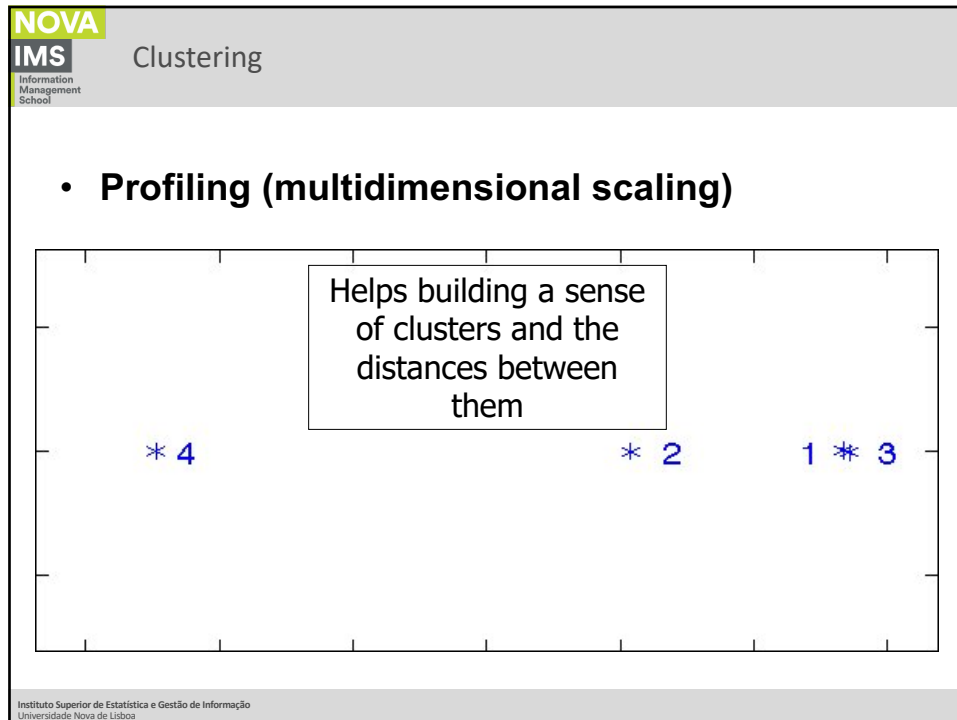 NOVA
IMS
Information
Management
School
Clustering
• Profiling (multidimensional scaling)
Helps building a sense
of clusters and the
distances between
them
* 4
* 2
1 ** 3
Instituto Superior de Estatística e Gestão de Informação
Universidade Nova de Lisboa